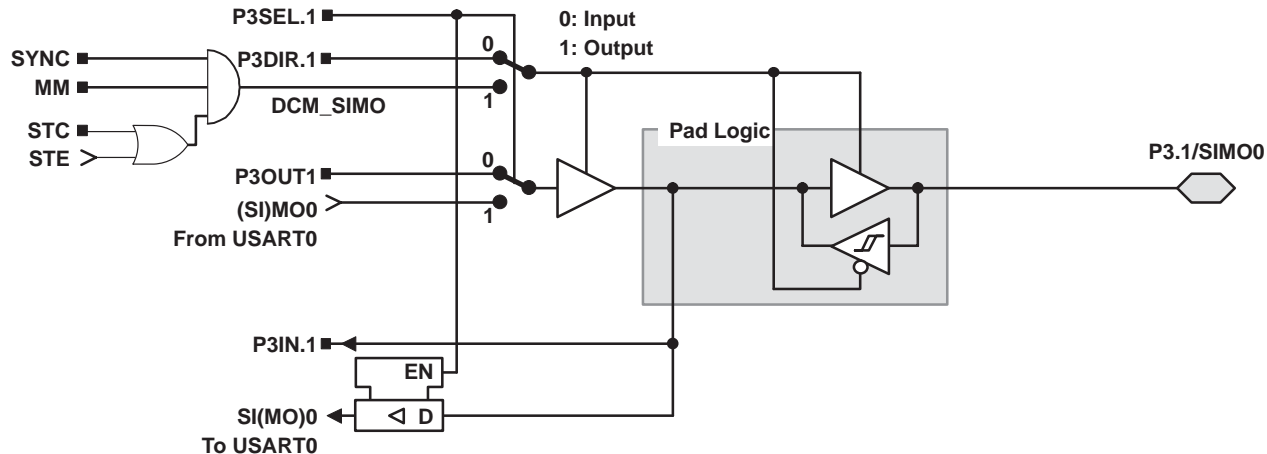 P3SEL.1
0: Input
1: Output
SYNC
MM
STC
STE
P3DIR.1
0
1
DCM_SIMO
Pad Logic
P3.1/SIMO0
P3OUT1
0
1
(SI)MO0
From USART0
P3IN.1
EN
D
SI(MO)0
To USART0